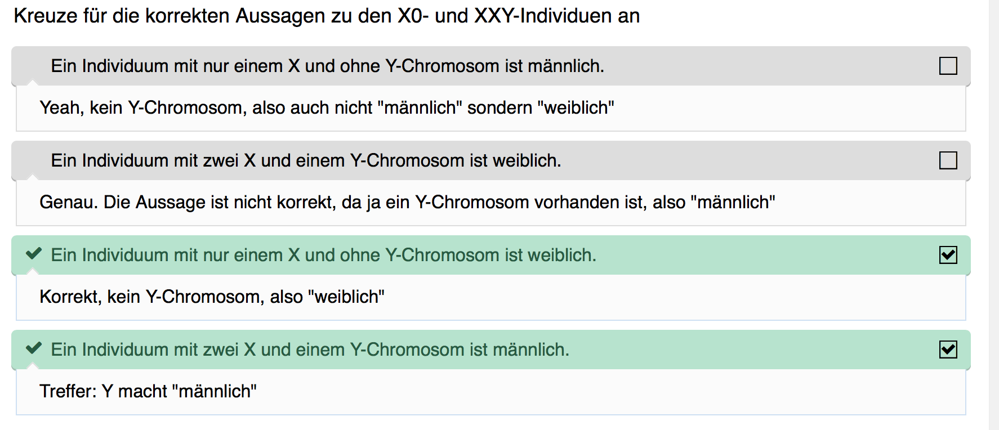 Kreuze für die korrekten Aussagen zu den X0- und XXY-Individuen an
Ein Individuum mit nur einem X und ohne Y-Chromosom ist männlich.
Yeah, kein Y-Chromosom, also auch nicht "männlich" sondern "weiblich"
Ein Individuum mit zwei X und einem Y-Chromosom ist weiblich.
Genau. Die Aussage ist nicht korrekt, da ja ein Y-Chromosom vorhanden ist, also "männlich"
Ein Individuum mit nur einem X und ohne Y-Chromosom ist weiblich.
Korrekt, kein Y-Chromosom, also "weiblich"
Ein Individuum mit zwei X und einem Y-Chromosom ist männlich.
Treffer: Y macht "männlich"